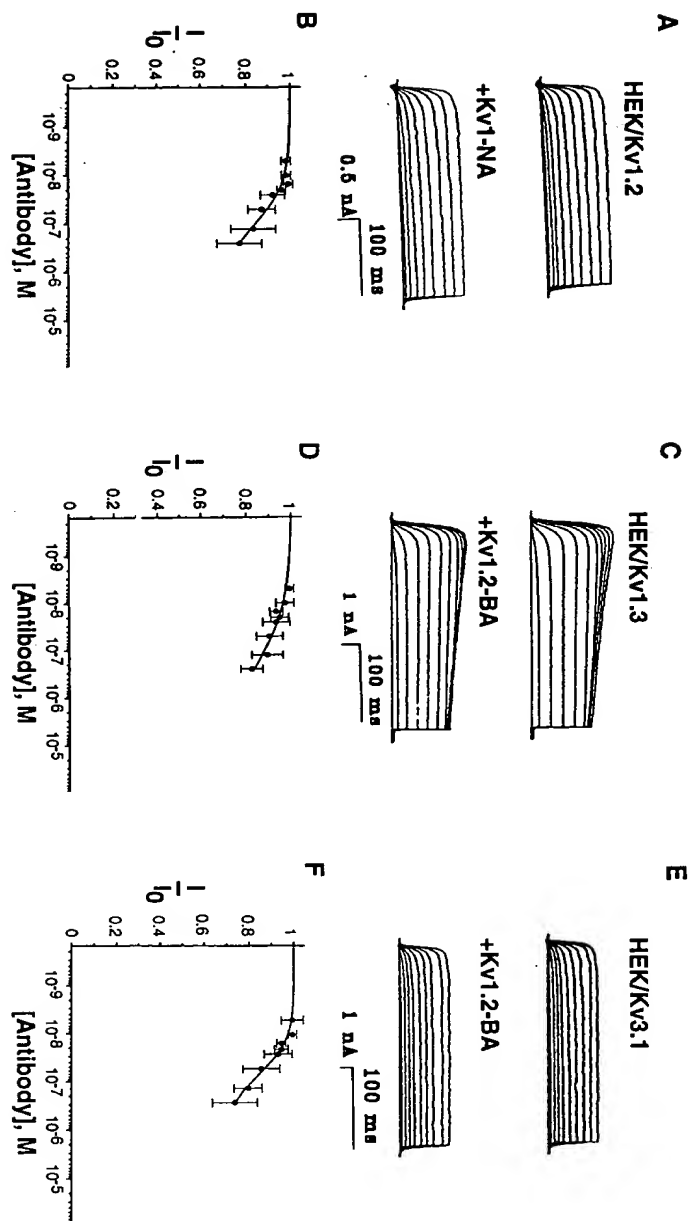 A
HEK/Kv1.2
+Kv1-NA
100 ms
0.5 nA
B
I
I0
1
0.8
0.6
0.4
0.2
0
10-9
10-8
10-7
10-6
10-5
[Antibody], M
C
HEK/Kv1.3
+Kv1.2-BA
100 ms
1 nA
D
I
I0
1
0.8
0.6
0.4
0.2
0
10-9
10-8
10-7
10-6
10-5
[Antibody], M
E
HEK/Kv3.1
+Kv1.2-BA
100 ms
1 nA
F
I
I0
1
0.8
0.6
0.4
0.2
0
10-9
10-8
10-7
10-6
10-5
[Antibody], M